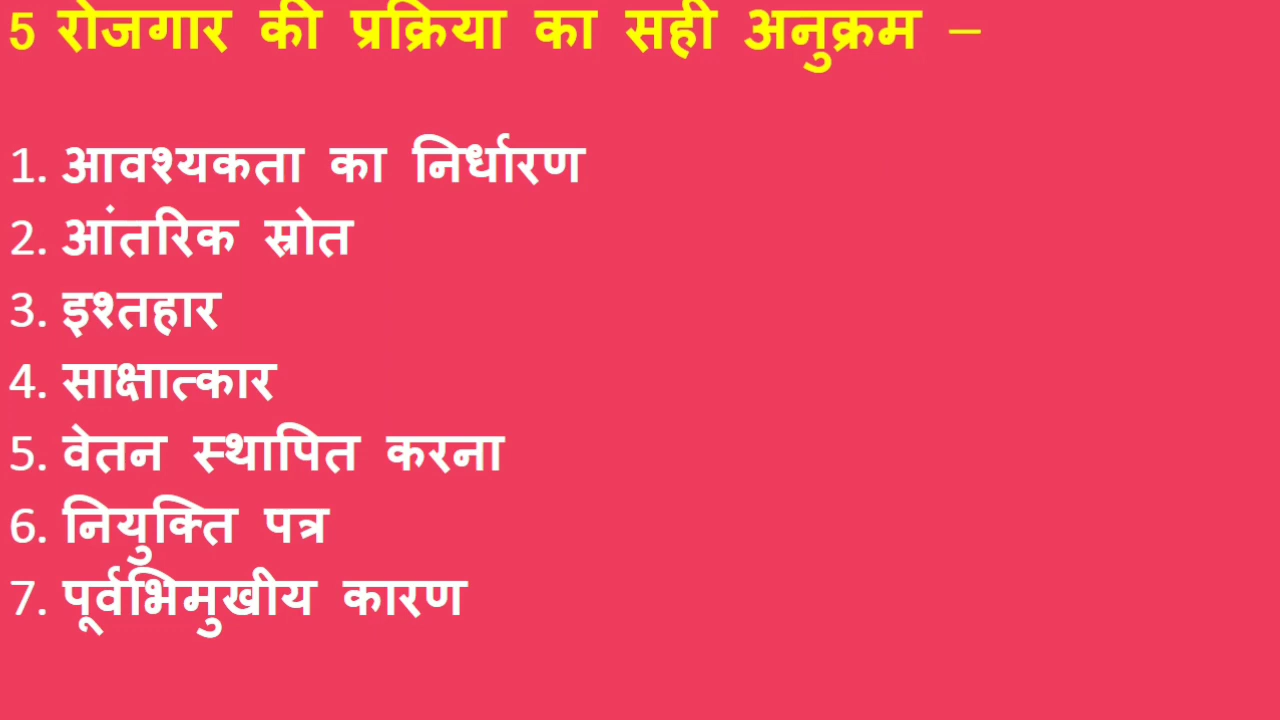 5 रोजगार की प्रक्रिया का सही अनुक्रम –
1. आवश्यकता का निर्धारण
2. आंतरिक स्रोत
3. इश्तहार
4. साक्षात्कार
5. वेतन स्थापित करना
6. नियुक्ति पत्र
7. पूर्वभिमुखीय कारण